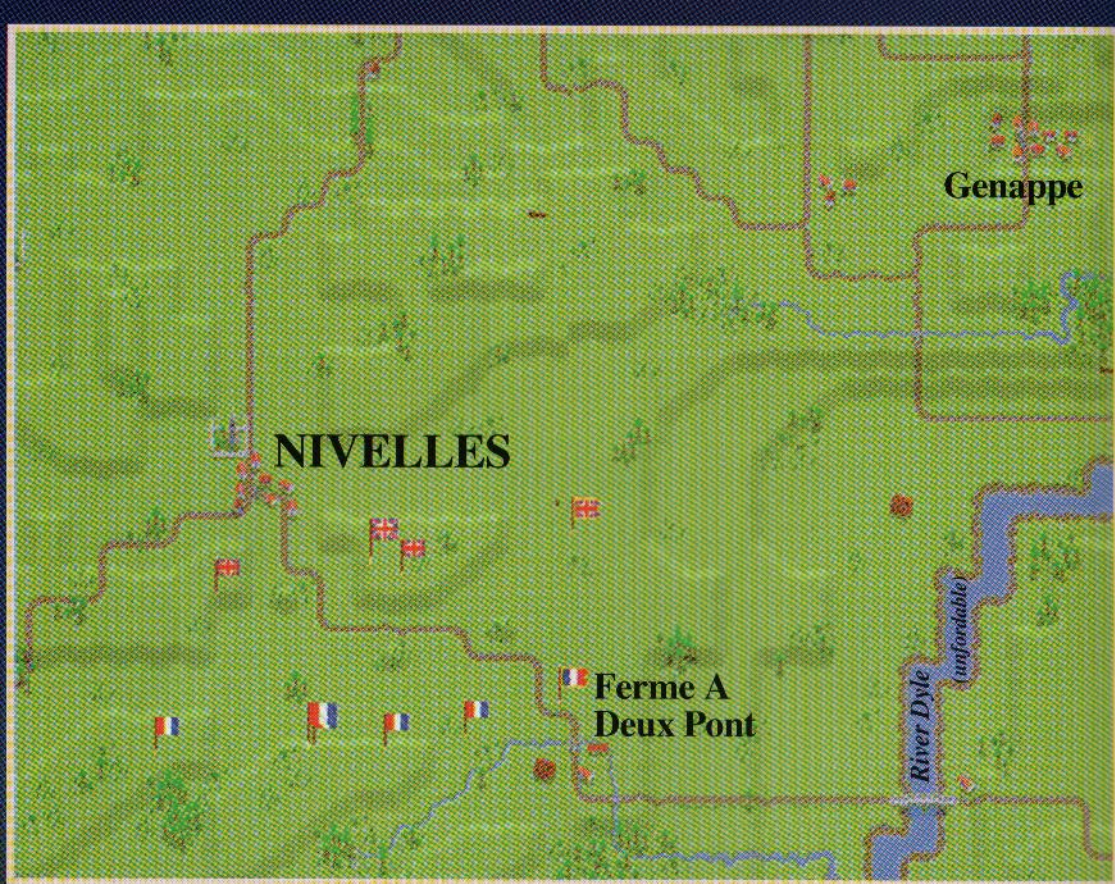 Genappe
NIVELLES
(unfordable)
River Dyle
Ferme A
Deux Pont